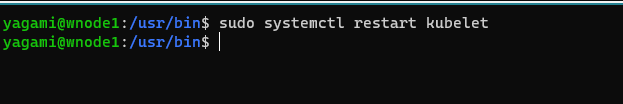 yagami@wnode1:/usr/bin$ sudo systemctl restart kubelet
yagami@wnode1:/usr/bin$